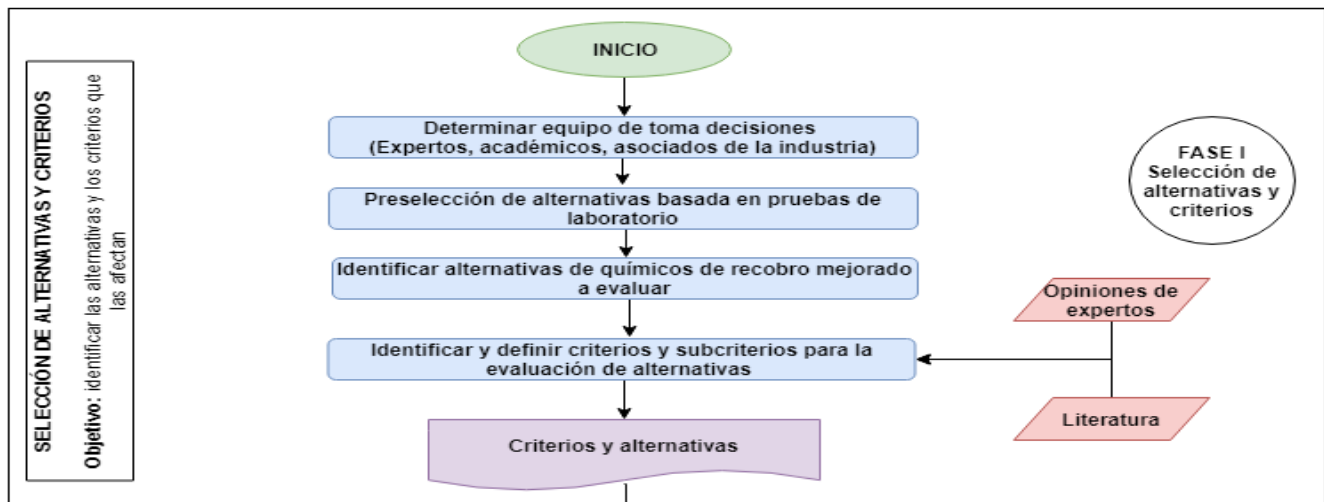 SELECCIÓN DE ALTERNATIVAS Y CRITERIOS
Objetivo: identificar las alternativas y los criterios que
las afectan
INICIO
Determinar equipo de toma decisiones
(Expertos, académicos, asociados de la industria)
Preselección de alternativas basada en pruebas de
laboratorio
Identificar alternativas de químicos de recobro mejorado
a evaluar
Identificar y definir criterios y subcriterios para la
evaluación de alternativas
Criterios y alternativas
FASE I
Selección de
alternativas y
criterios
Opiniones de
expertos
Literatura